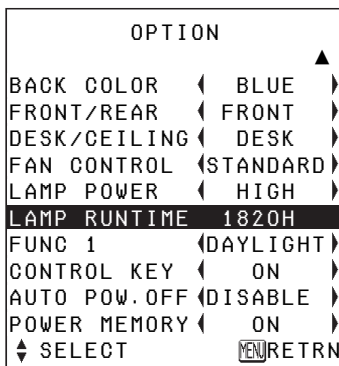 OPTION
▲
BACK COLOR BLUE
FRONT/REAR FRONT
DESK/CEILING DESK
FAN CONTROL STANDARD
LAMP POWER HIGH
LAMP RUNTIME 1820H
FUNC 1 DAYLIGHT
CONTROL KEY ON
AUTO POW.OFF DISABLE
POWER MEMORY ON
SELECT MENU RETRN